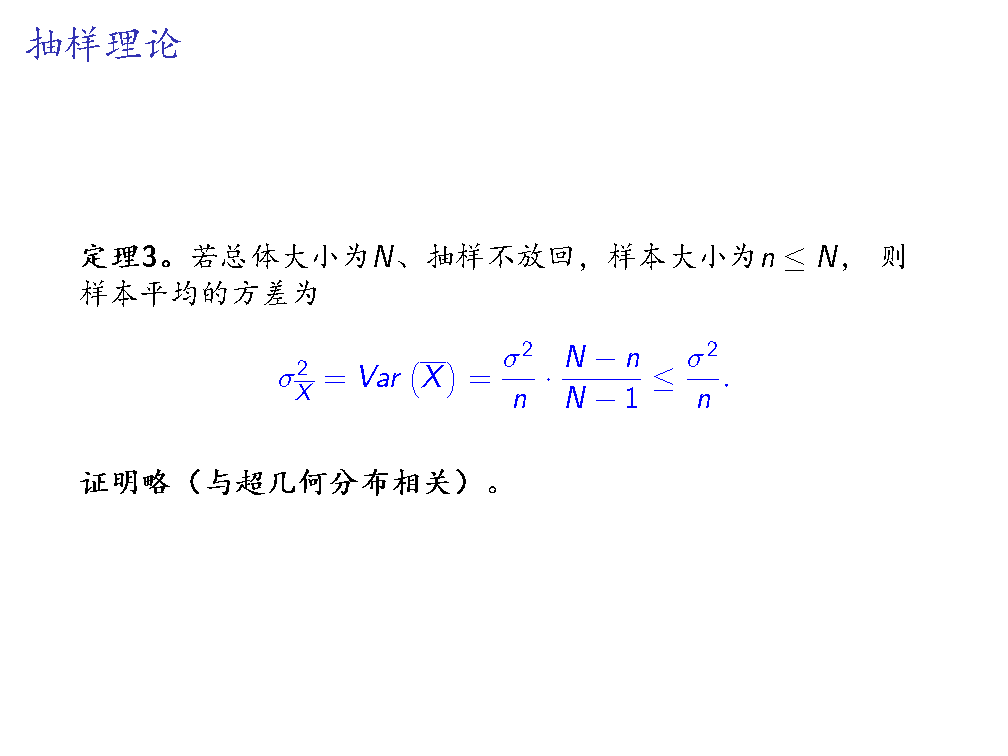 抽样理论
定理3。若总体大小为N、抽样不放回，样本大小为n ≤ N， 则
样本平均的方差为
σ²_X̅ = Var (X̅) = σ²/n · (N − n)/(N − 1) ≤ σ²/n.
证明略（与超几何分布相关）。